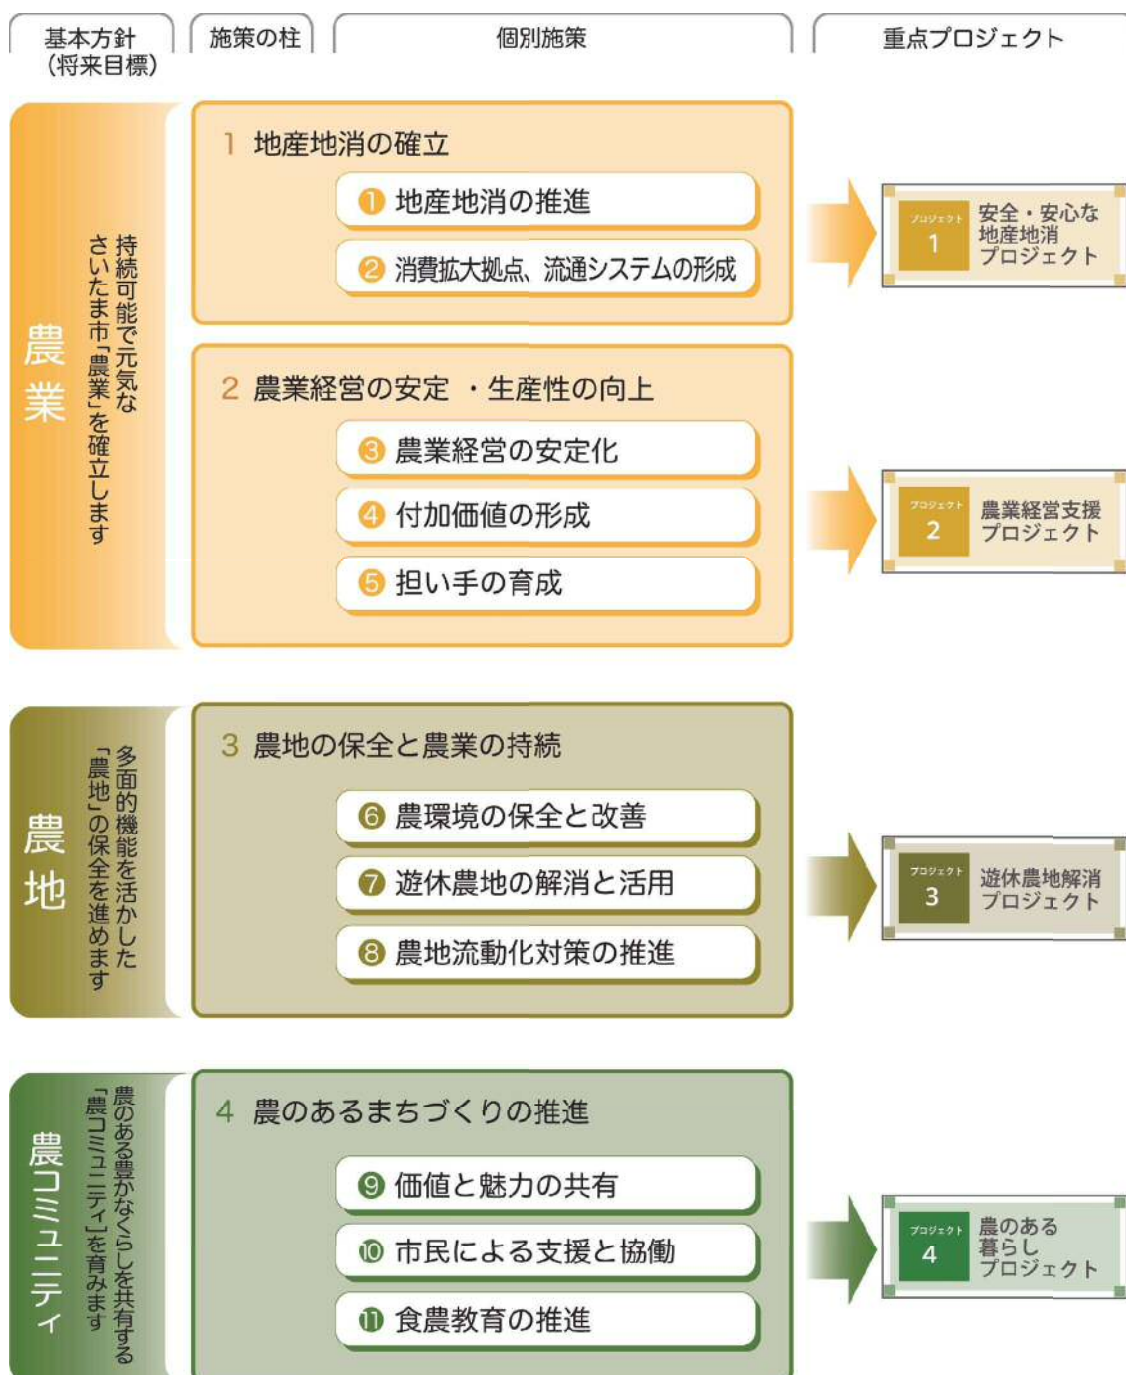 基本方針
（将来目標）
施策の柱
個別施策
重点プロジェクト
農業
持続可能で元気な
さいたま市「農業」を確立します
1 地産地消の確立
❶ 地産地消の推進
❷ 消費拡大拠点、流通システムの形成
プロジェクト
1
安全・安心な
地産地消
プロジェクト
2 農業経営の安定 ・生産性の向上
❸ 農業経営の安定化
❹ 付加価値の形成
❺ 担い手の育成
プロジェクト
2
農業経営支援
プロジェクト
農地
多面的機能を活かした
「農地」の保全を進めます
3 農地の保全と農業の持続
❻ 農環境の保全と改善
❼ 遊休農地の解消と活用
❽ 農地流動化対策の推進
プロジェクト
3
遊休農地解消
プロジェクト
農コミュニティ
農のある豊かなくらしを共有する
「農コミュニティ」を育みます
4 農のあるまちづくりの推進
❾ 価値と魅力の共有
❿ 市民による支援と協働
⓫ 食農教育の推進
プロジェクト
4
農のある
暮らし
プロジェクト